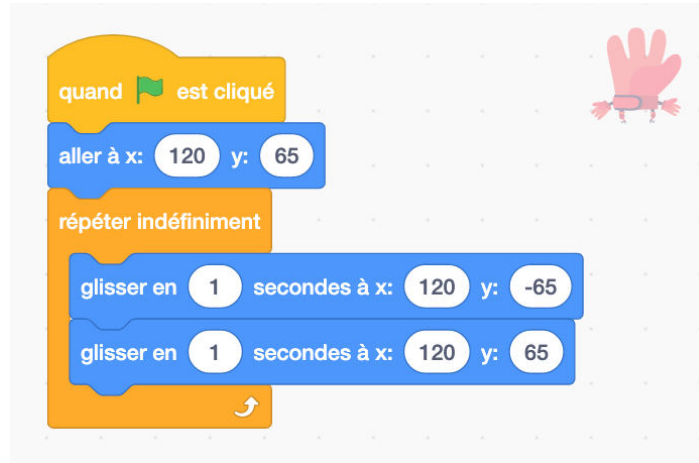 quand est cliqué
aller à x: 120 y: 65
répéter indéfiniment
glisser en 1 secondes à x: 120 y: -65
glisser en 1 secondes à x: 120 y: 65